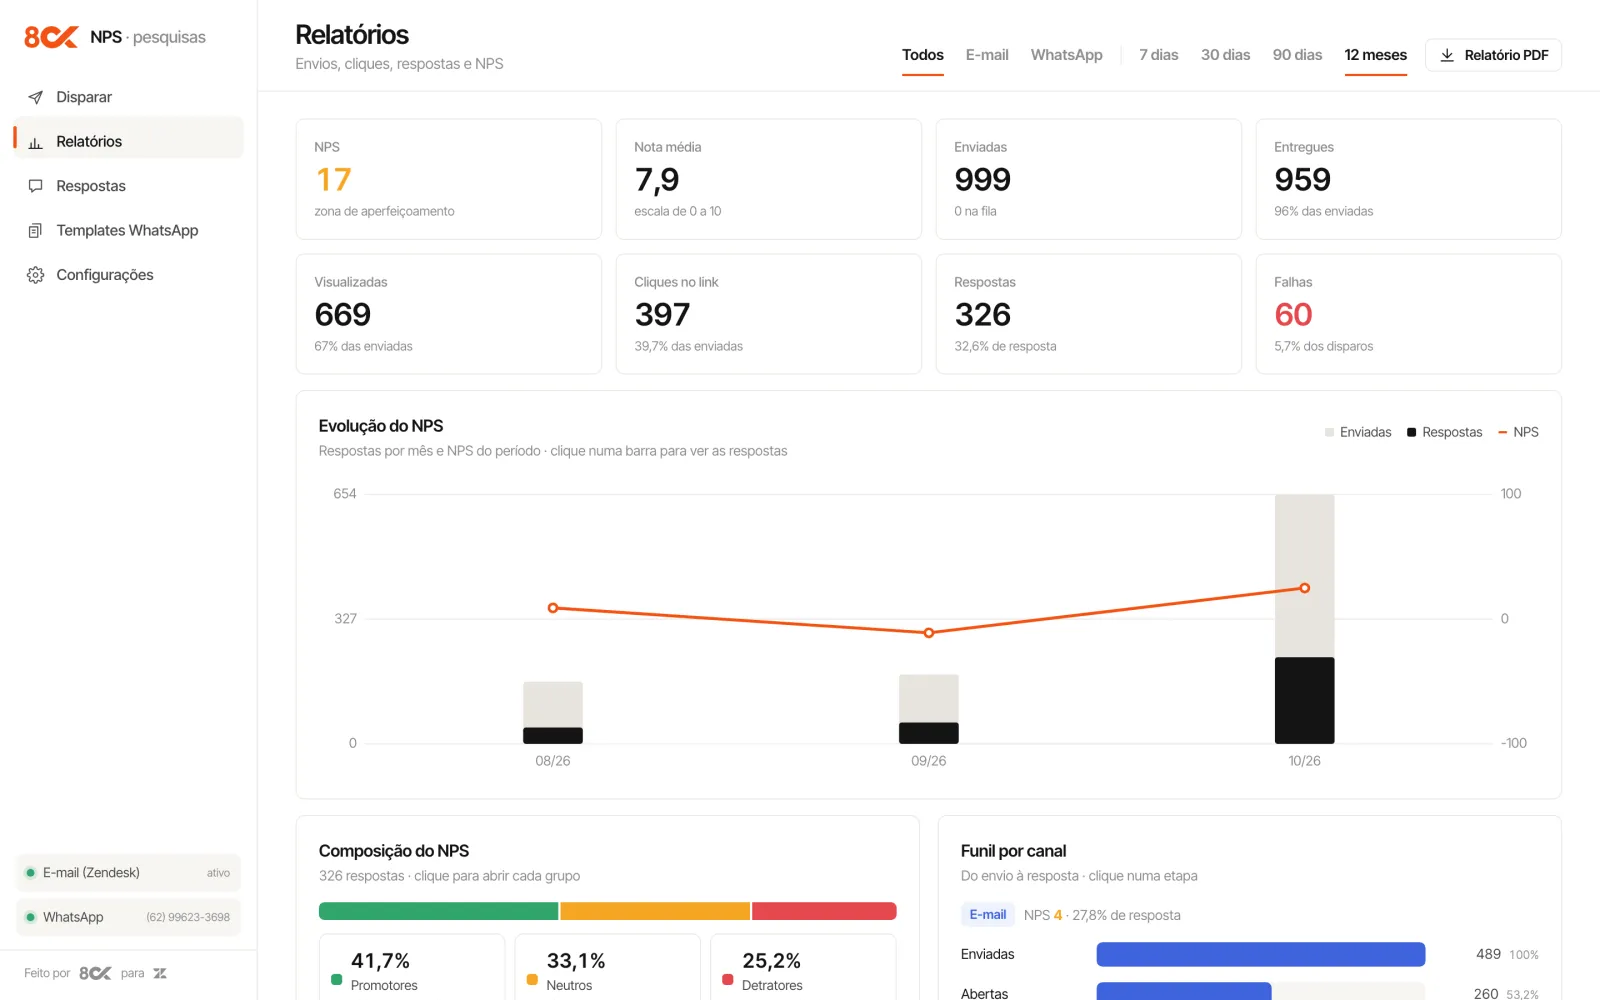 8CX NPS · pesquisas
Disparar
Relatórios
Respostas
Templates WhatsApp
Configurações
E-mail (Zendesk) ativo
WhatsApp (62) 99623-3698
Feito por 8CX para
Relatórios
Envios, cliques, respostas e NPS
Todos E-mail WhatsApp 7 dias 30 dias 90 dias 12 meses Relatório PDF
NPS
17
zona de aperfeiçoamento
Nota média
7,9
escala de 0 a 10
Enviadas
999
0 na fila
Entregues
959
96% das enviadas
Visualizadas
669
67% das enviadas
Cliques no link
397
39,7% das enviadas
Respostas
326
32,6% de resposta
Falhas
60
5,7% dos disparos
Evolução do NPS
Respostas por mês e NPS do período · clique numa barra para ver as respostas
Enviadas Respostas NPS
654 100
327 0
0 -100
08/26 09/26 10/26
Composição do NPS
326 respostas · clique para abrir cada grupo
41,7%
Promotores
33,1%
Neutros
25,2%
Detratores
Funil por canal
Do envio à resposta · clique numa etapa
E-mail NPS 4 · 27,8% de resposta
Enviadas 489 100%
Abertas 260 53,2%